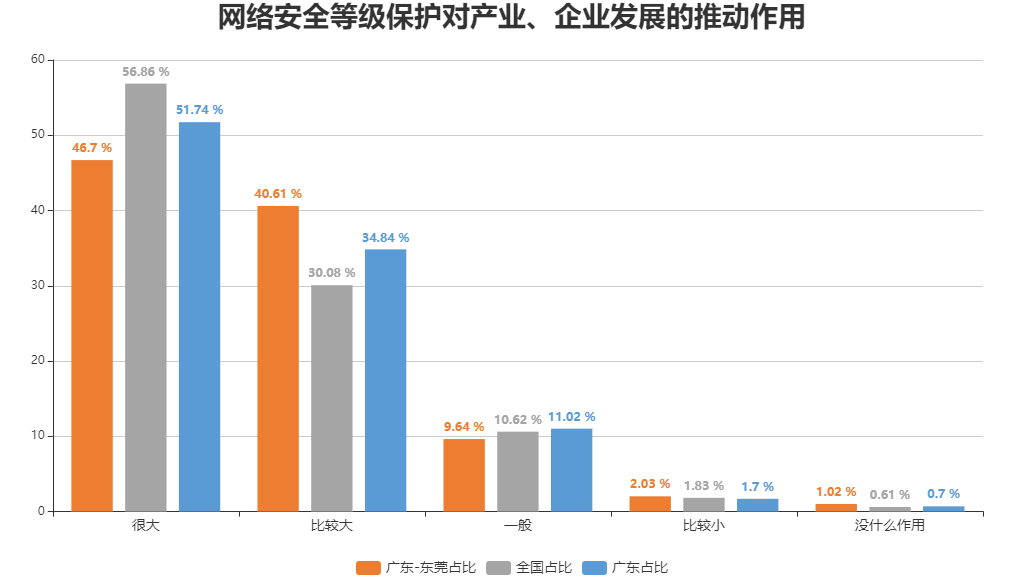 网络安全等级保护对产业、企业发展的推动作用
60
50
40
30
20
10
0
46.7 %
56.86 %
51.74 %
40.61 %
30.08 %
34.84 %
9.64 %
10.62 %
11.02 %
2.03 %
1.83 %
1.7 %
1.02 %
0.61 %
0.7 %
很大
比较大
一般
比较小
没什么作用
广东-东莞占比
全国占比
广东占比